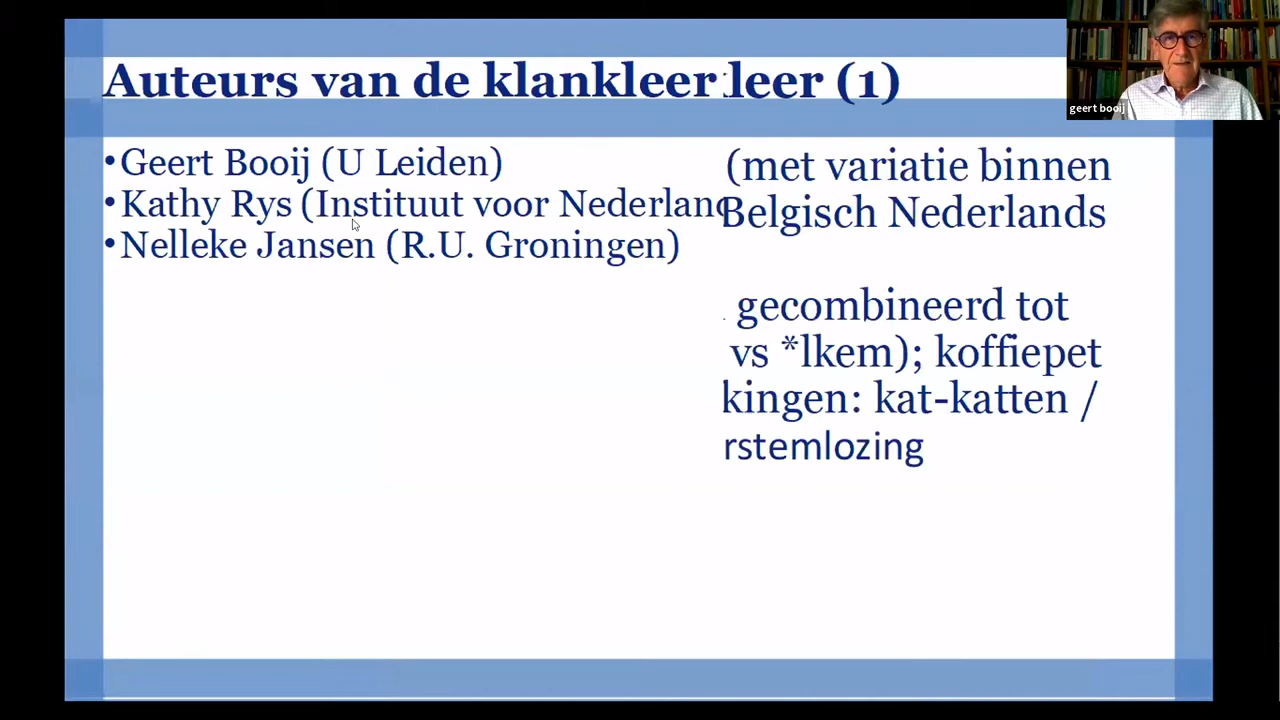 Auteurs van de klankleer leer (1)
geert booij
•Geert Booij (U Leiden)
•Kathy Rys (Instituut voor Nederlan
•Nelleke Jansen (R.U. Groningen)
(met variatie binnen
Belgisch Nederlands
gecombineerd tot
vs *lkem); koffiepet
kingen: kat-katten /
rstemlozing